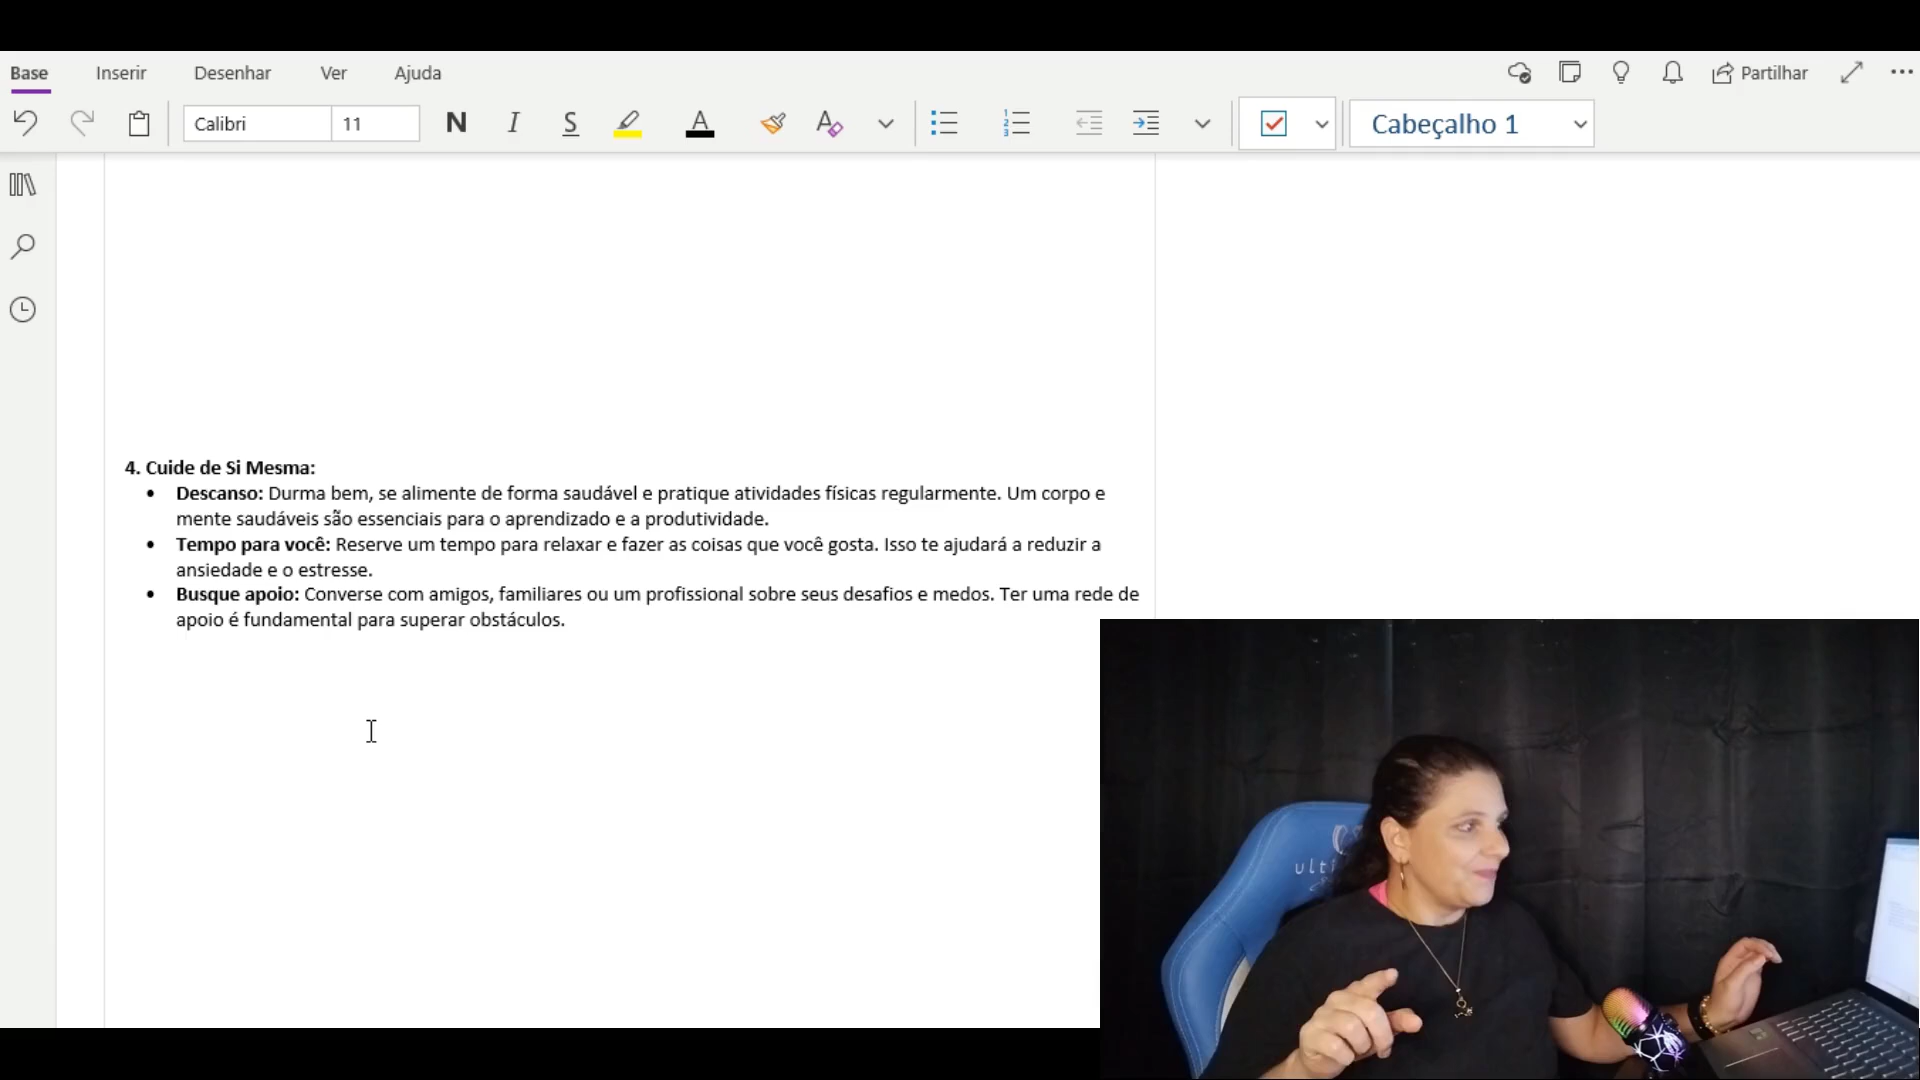 Base Inserir Desenhar Ver Ajuda Partilhar
Calibri 11 N I S A A Cabeçalho 1
4. Cuide de Si Mesma:
• Descanso: Durma bem, se alimente de forma saudável e pratique atividades físicas regularmente. Um corpo e
mente saudáveis são essenciais para o aprendizado e a produtividade.
• Tempo para você: Reserve um tempo para relaxar e fazer as coisas que você gosta. Isso te ajudará a reduzir a
ansiedade e o estresse.
• Busque apoio: Converse com amigos, familiares ou um profissional sobre seus desafios e medos. Ter uma rede de
apoio é fundamental para superar obstáculos.